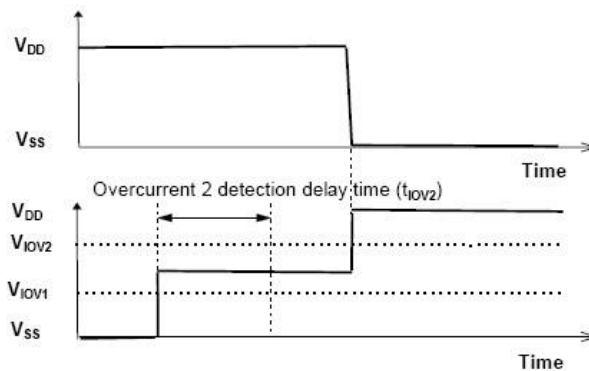 VDD
VSS
Time
Overcurrent 2 detection delay time (tIOV2)
VDD
VIOV2
VIOV1
VSS
Time